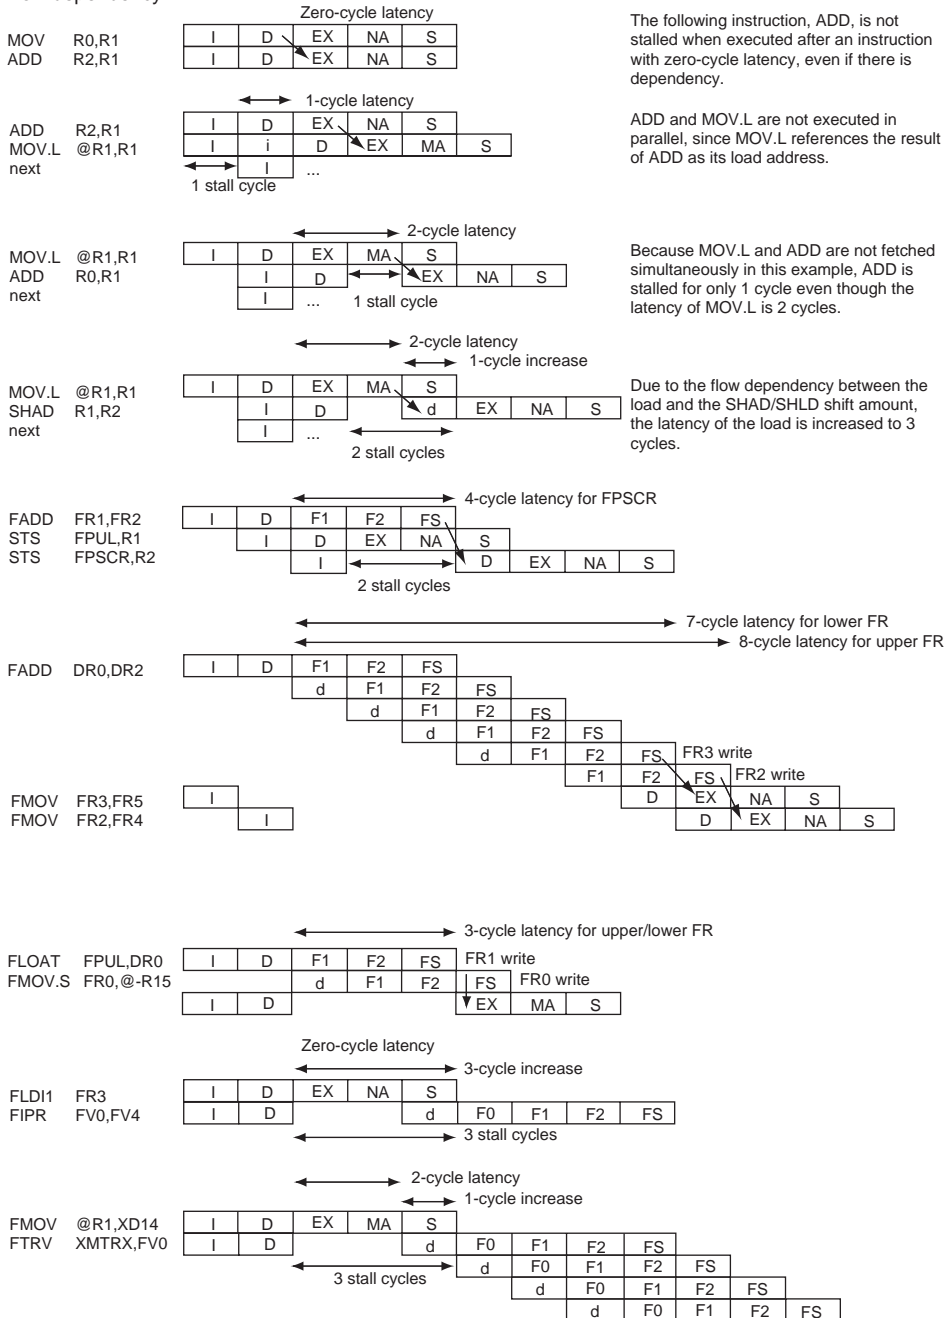 Zero-cycle latency
MOV R0,R1 I D EX NA S
ADD R2,R1 I D EX NA S
The following instruction, ADD, is not
stalled when executed after an instruction
with zero-cycle latency, even if there is
dependency.
1-cycle latency
ADD R2,R1 I D EX NA S
MOV.L @R1,R1 I i D EX MA S
next I ...
1 stall cycle
ADD and MOV.L are not executed in
parallel, since MOV.L references the result
of ADD as its load address.
2-cycle latency
MOV.L @R1,R1 I D EX MA S
ADD R0,R1 I D EX NA S
next I ... 1 stall cycle
Because MOV.L and ADD are not fetched
simultaneously in this example, ADD is
stalled for only 1 cycle even though the
latency of MOV.L is 2 cycles.
2-cycle latency
1-cycle increase
MOV.L @R1,R1 I D EX MA S
SHAD R1,R2 I D d EX NA S
next I ...
2 stall cycles
Due to the flow dependency between the
load and the SHAD/SHLD shift amount,
the latency of the load is increased to 3
cycles.
4-cycle latency for FPSCR
FADD FR1,FR2 I D F1 F2 FS
STS FPUL,R1 I D EX NA S
STS FPSCR,R2 I D EX NA S
2 stall cycles
7-cycle latency for lower FR
8-cycle latency for upper FR
FADD DR0,DR2 I D F1 F2 FS
d F1 F2 FS
d F1 F2 FS
d F1 F2 FS
d F1 F2 FS FR3 write
F1 F2 FS FR2 write
FMOV FR3,FR5 I D EX NA S
FMOV FR2,FR4 I D EX NA S
3-cycle latency for upper/lower FR
FLOAT FPUL,DR0 I D F1 F2 FS FR1 write
FMOV.S FR0,@-R15 d F1 F2 FS FR0 write
I D EX MA S
Zero-cycle latency
3-cycle increase
FLDI1 FR3 I D EX NA S
FIPR FV0,FV4 I D d F0 F1 F2 FS
3 stall cycles
2-cycle latency
1-cycle increase
FMOV @R1,XD14 I D EX MA S
FTRV XMTRX,FV0 I D d F0 F1 F2 FS
d F0 F1 F2 FS
3 stall cycles
d F0 F1 F2 FS
d F0 F1 F2 FS